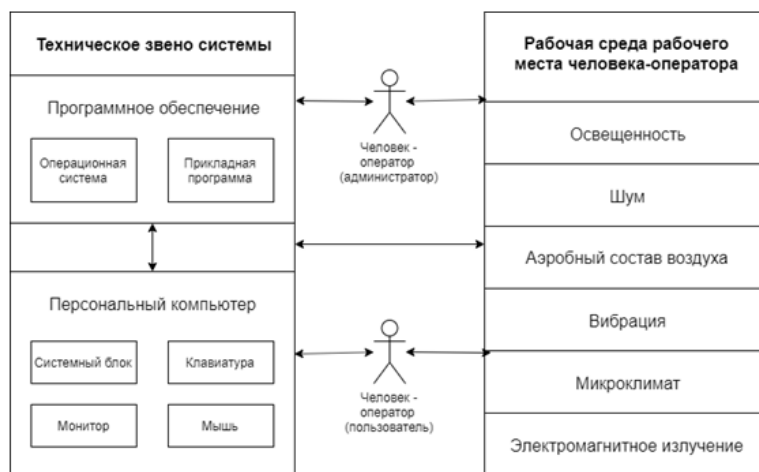 Техническое звено системы
Программное обеспечение
Операционная
система
Прикладная
программа
Персональный компьютер
Системный блок
Клавиатура
Монитор
Мышь
Человек -
оператор
(администратор)
Человек -
оператор
(пользователь)
Рабочая среда рабочего
места человека-оператора
Освещенность
Шум
Аэробный состав воздуха
Вибрация
Микроклимат
Электромагнитное излучение